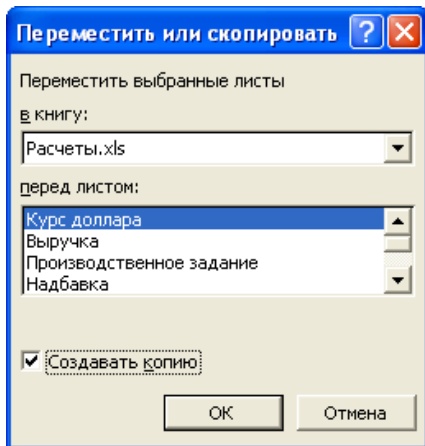 Переместить или скопировать
Переместить выбранные листы
в книгу:
Расчеты.xls
перед листом:
Курс доллара
Выручка
Производственное задание
Надбавка
Создавать копию
ОК
Отмена